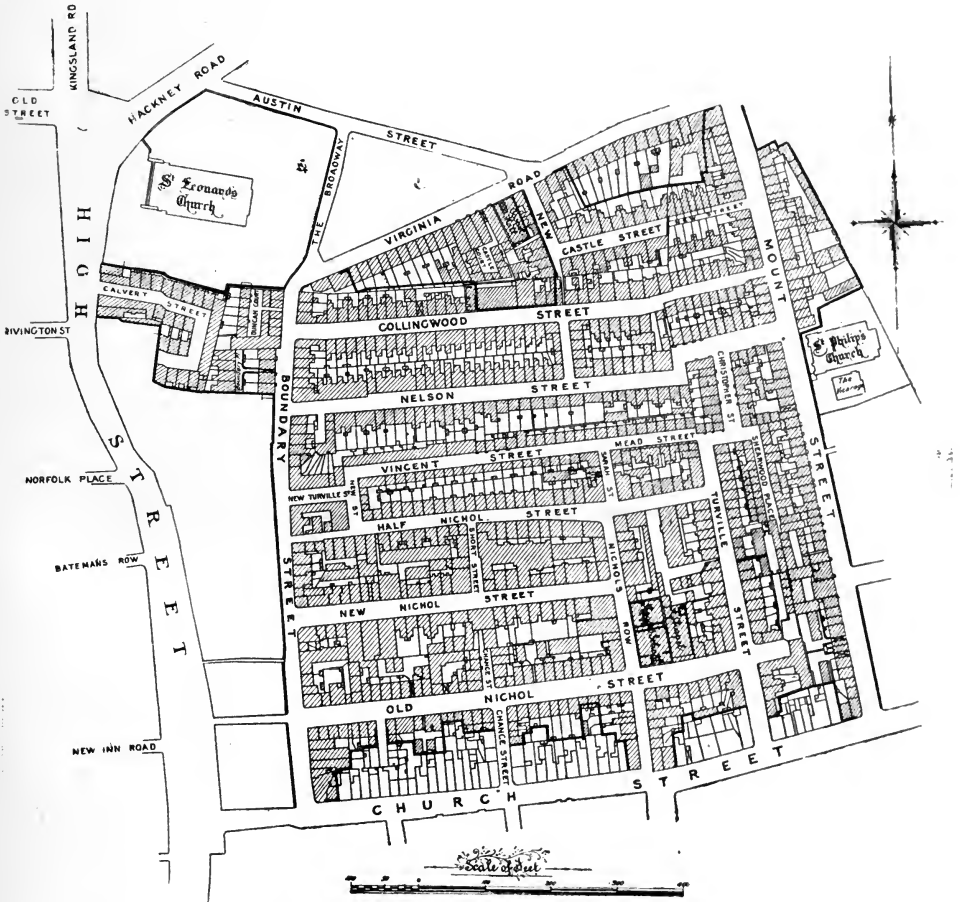 KINGSLAND RD
OLD
STREET
HACKNEY ROAD
AUSTIN STREET
THE BROADWAY
St. Leonard's
Church
VIRGINIA ROAD
NEW
CASTLE STREET
MOUNT STREET
HIGH STREET
CALVERT STREET
RIVINGTON ST
COLLINGWOOD STREET
St. Philip's
Church
The
Vicarage
BOUNDARY STREET
NELSON STREET
CHRISTOPHER ST
MEAD STREET
VINCENT STREET
SHERWOOD PLACE
SARAH ST
NORFOLK PLACE
NEW TURVILLE ST
NEW ST
TURVILLE STREET
HALF NICHOL STREET
SHORT STREET
NICHOLS ROW
BATEMANS ROW
NEW NICHOL STREET
CHANCE ST
OLD NICHOL STREET
CHANCE STREET
NEW INN ROAD
CHURCH STREET
Scale of Feet